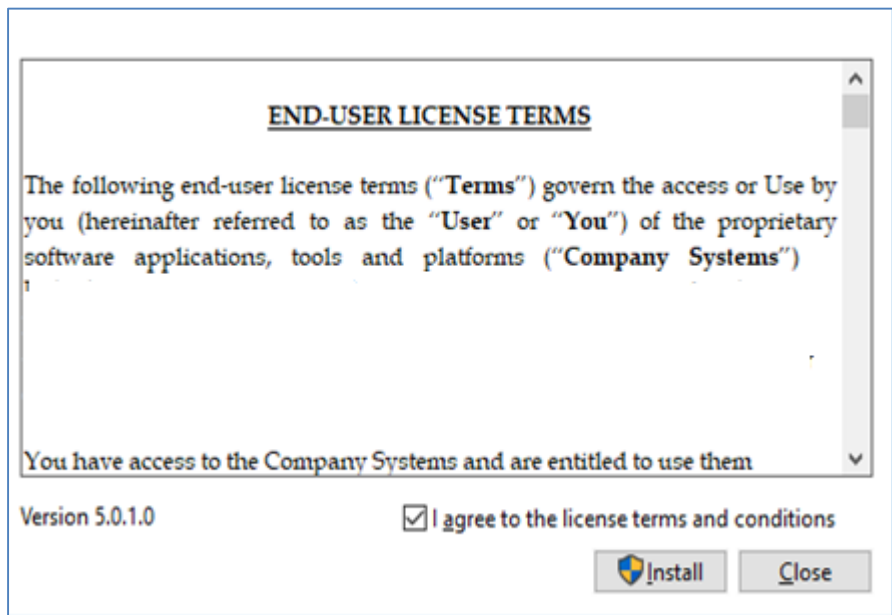 END-USER LICENSE TERMS
The following end-user license terms (“Terms”) govern the access or Use by
you (hereinafter referred to as the “User” or “You”) of the proprietary
software applications, tools and platforms (“Company Systems”)
You have access to the Company Systems and are entitled to use them
Version 5.0.1.0
I agree to the license terms and conditions
Install Close